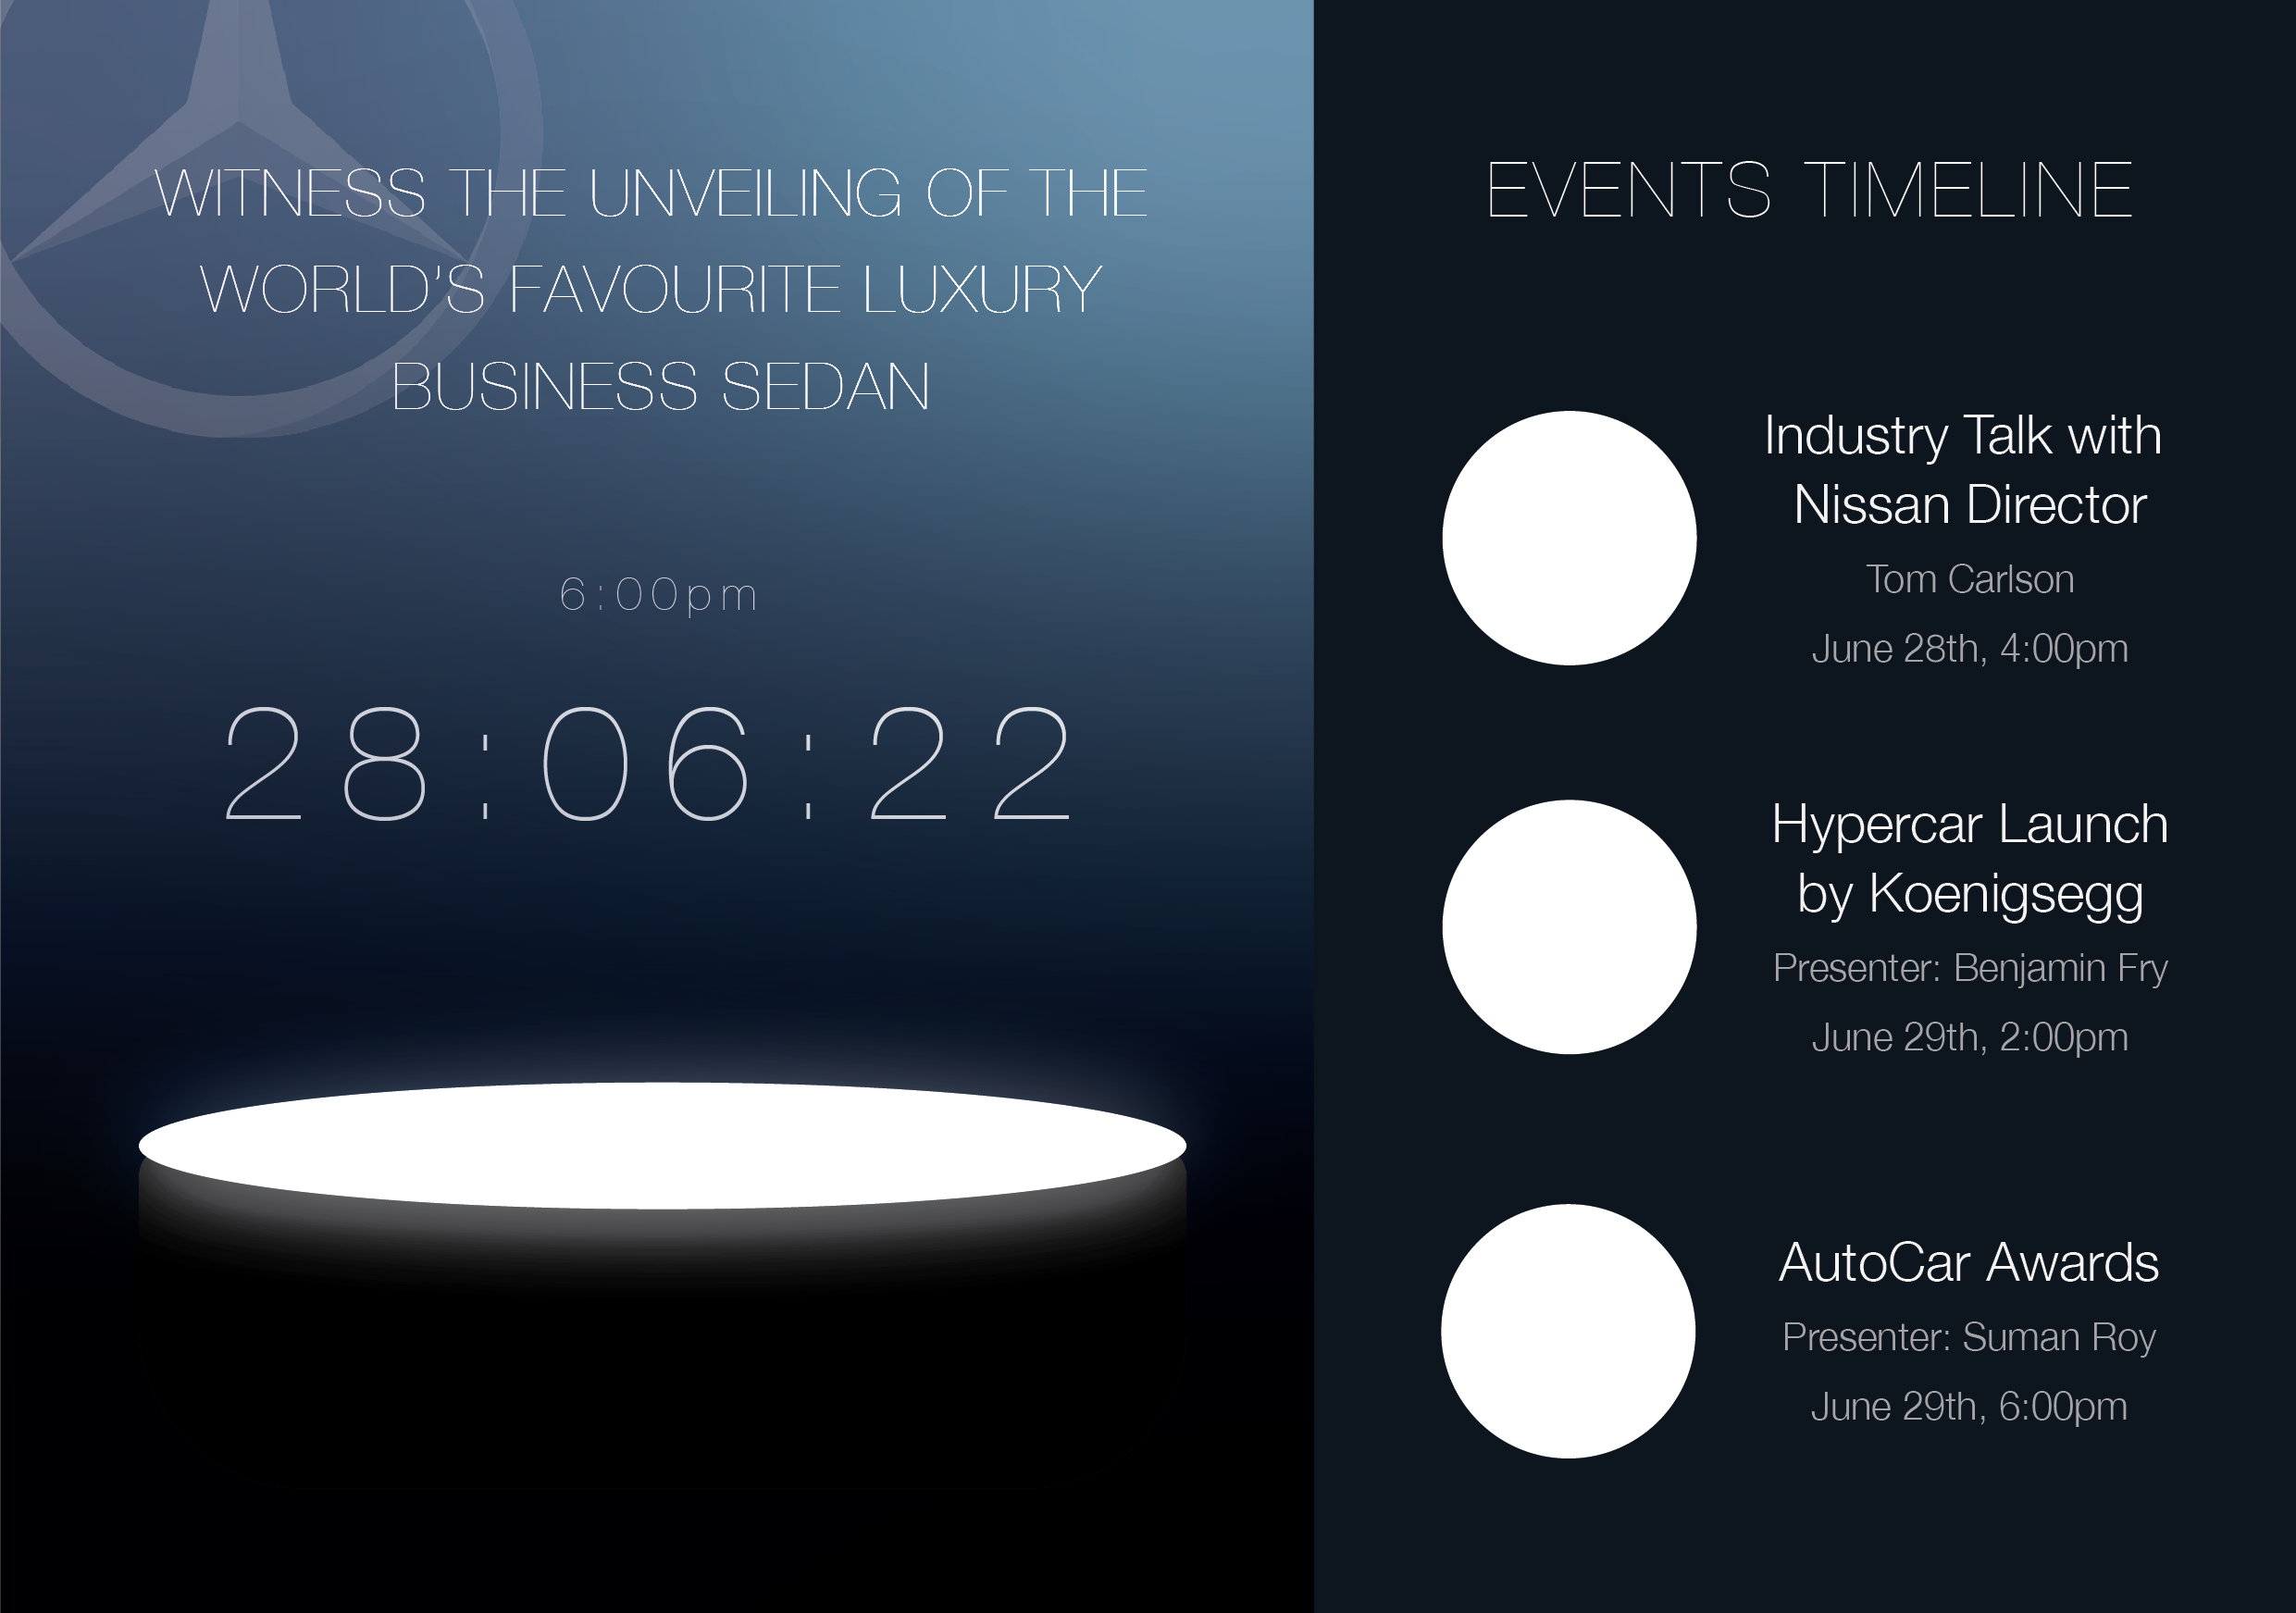 WITNESS THE UNVEILING OF THE
WORLD'S FAVOURITE LUXURY
BUSINESS SEDAN
6:00pm
28:06:22
EVENTS TIMELINE
Industry Talk with
Nissan Director
Tom Carlson
June 28th, 4:00pm
Hypercar Launch
by Koenigsegg
Presenter: Benjamin Fry
June 29th, 2:00pm
AutoCar Awards
Presenter: Suman Roy
June 29th, 6:00pm